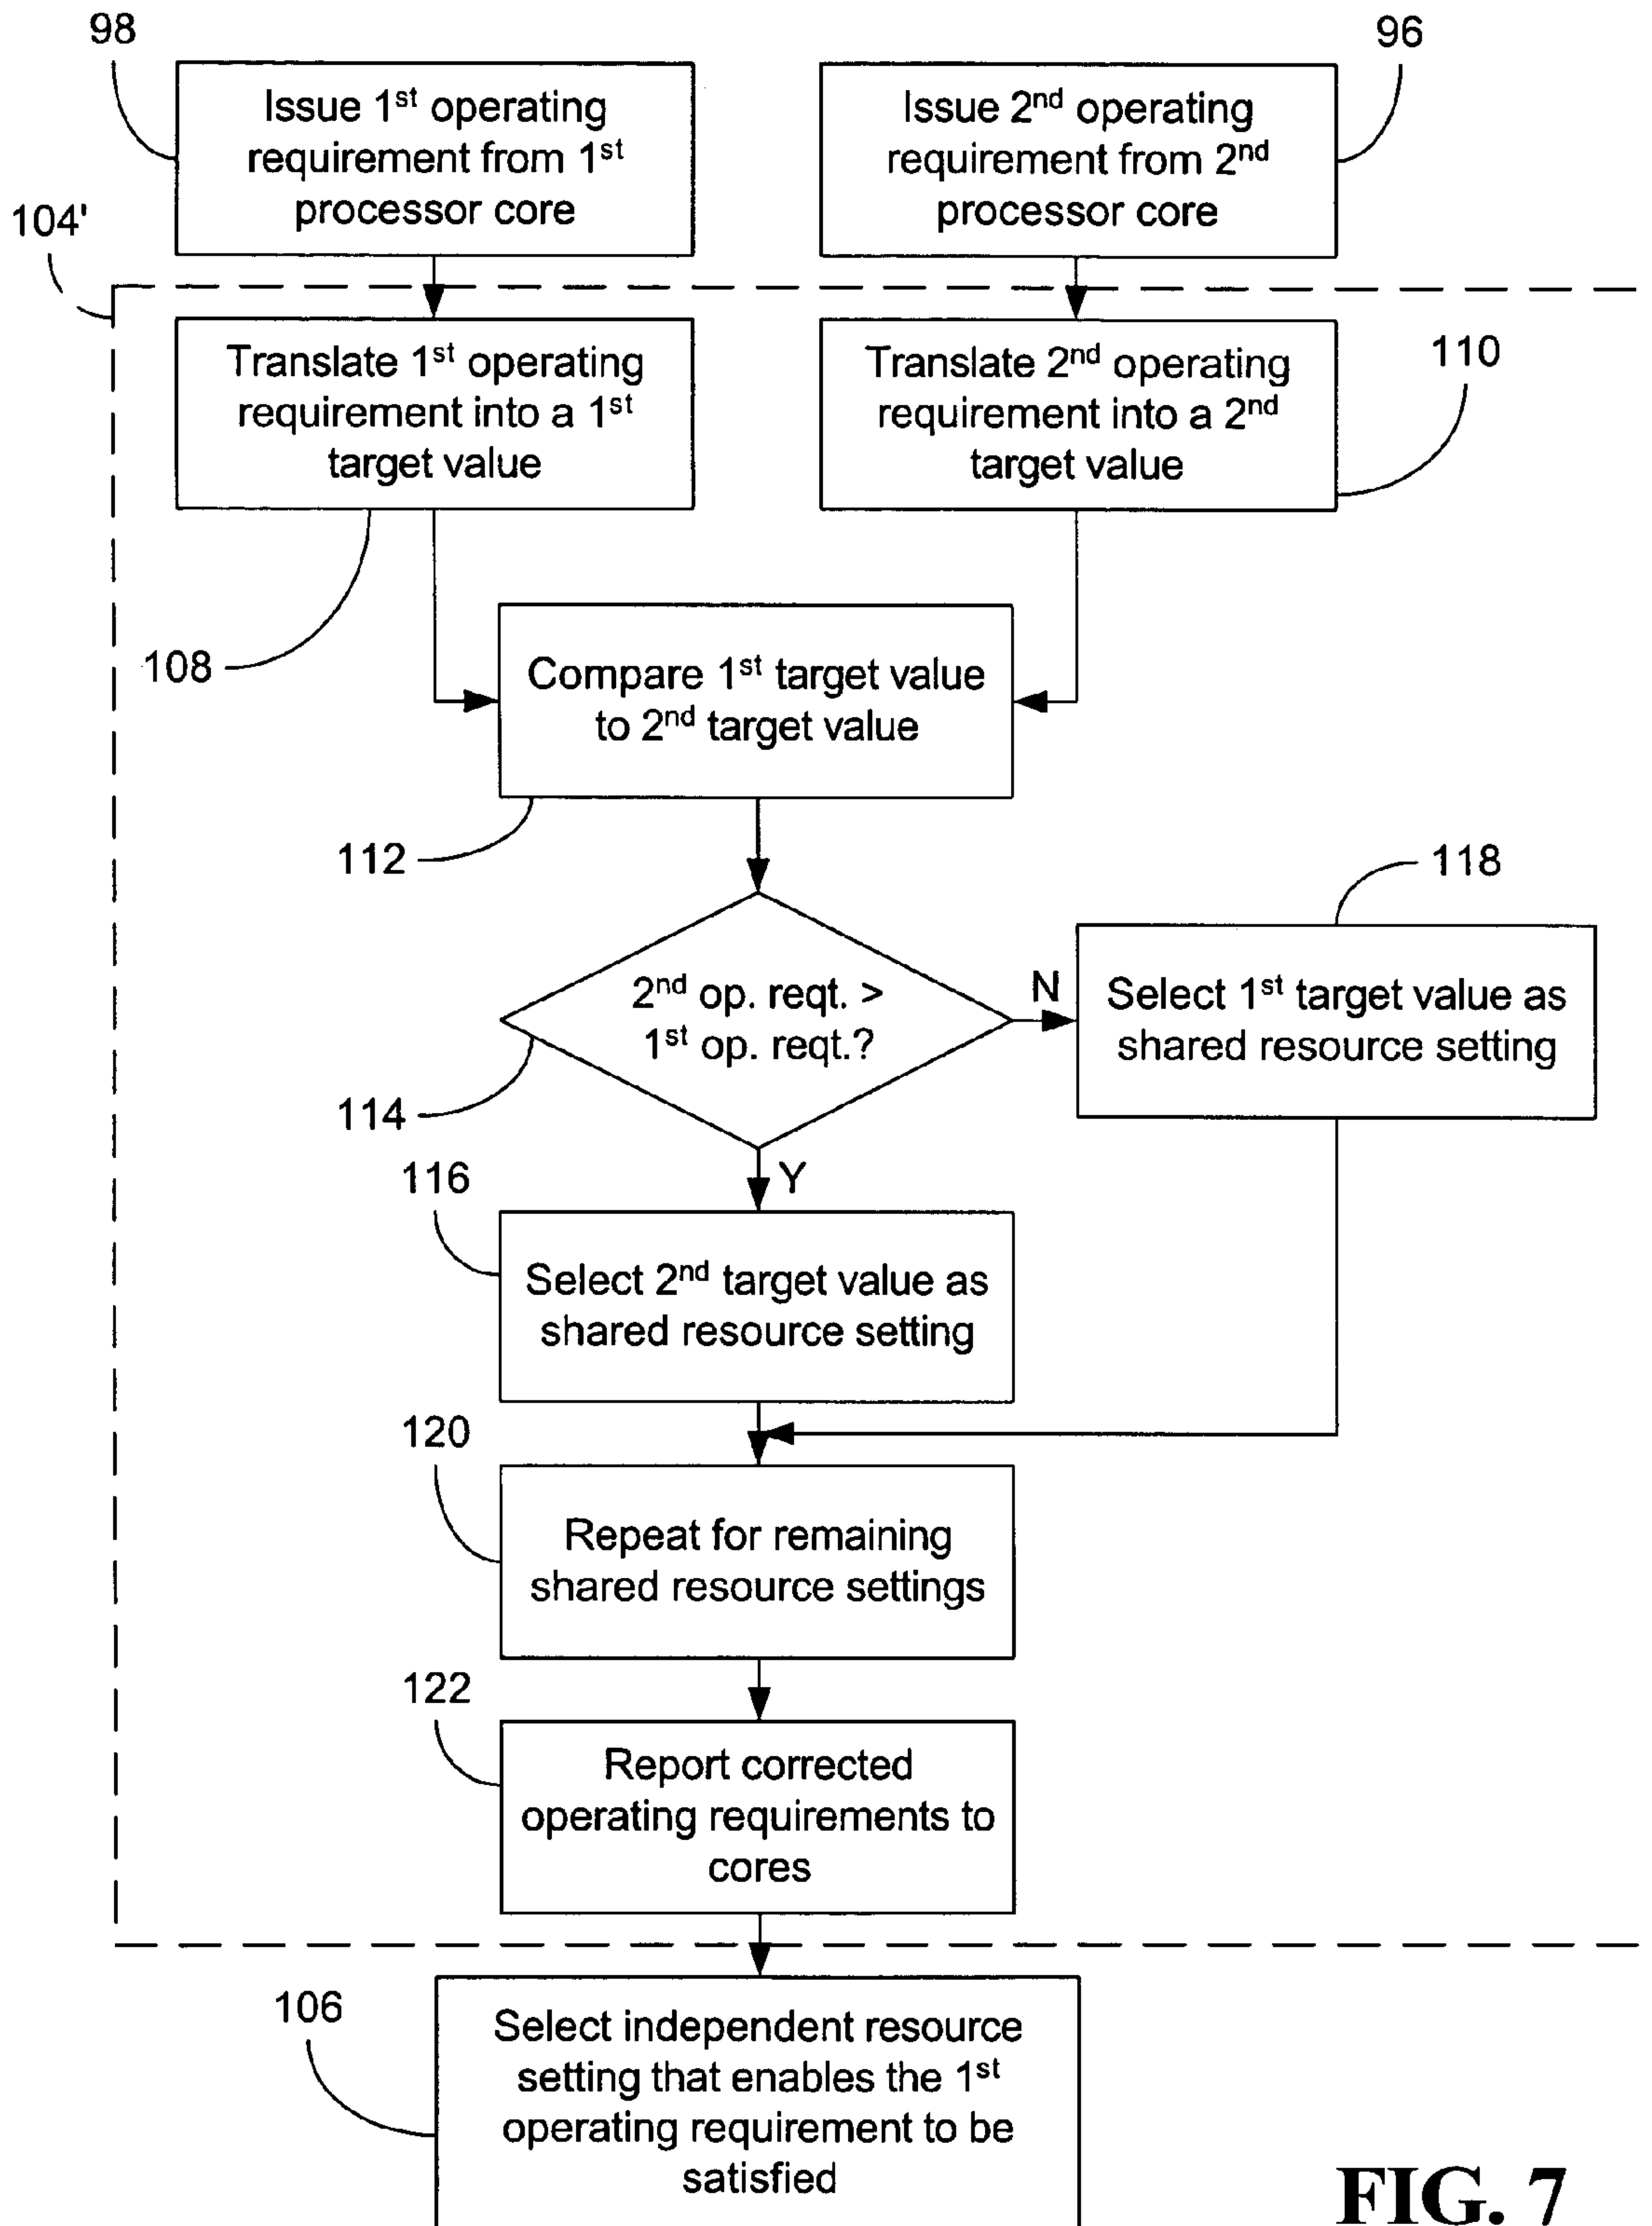 98
96
Issue 1st operating
requirement from 1st
processor core
Issue 2nd operating
requirement from 2nd
processor core
104'
Translate 1st operating
requirement into a 1st
target value
Translate 2nd operating
requirement into a 2nd
target value
110
108
Compare 1st target value
to 2nd target value
112
118
2nd op. reqt. >
1st op. reqt.?
N
Select 1st target value as
shared resource setting
114
Y
116
Select 2nd target value as
shared resource setting
120
Repeat for remaining
shared resource settings
122
Report corrected
operating requirements to
cores
106
Select independent resource
setting that enables the 1st
operating requirement to be
satisfied
FIG. 7